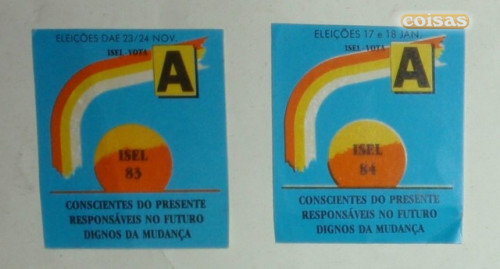 coisas
ELEIÇÕES DAE 23/24 NOV.
ISEL VOTA
A
ISEL
83
CONSCIENTES DO PRESENTE
RESPONSÁVEIS NO FUTURO
DIGNOS DA MUDANÇA
ELEIÇÕES 17 e 18 JAN.
ISEL VOTA
A
ISEL
84
CONSCIENTES DO PRESENTE
RESPONSÁVEIS NO FUTURO
DIGNOS DA MUDANÇA